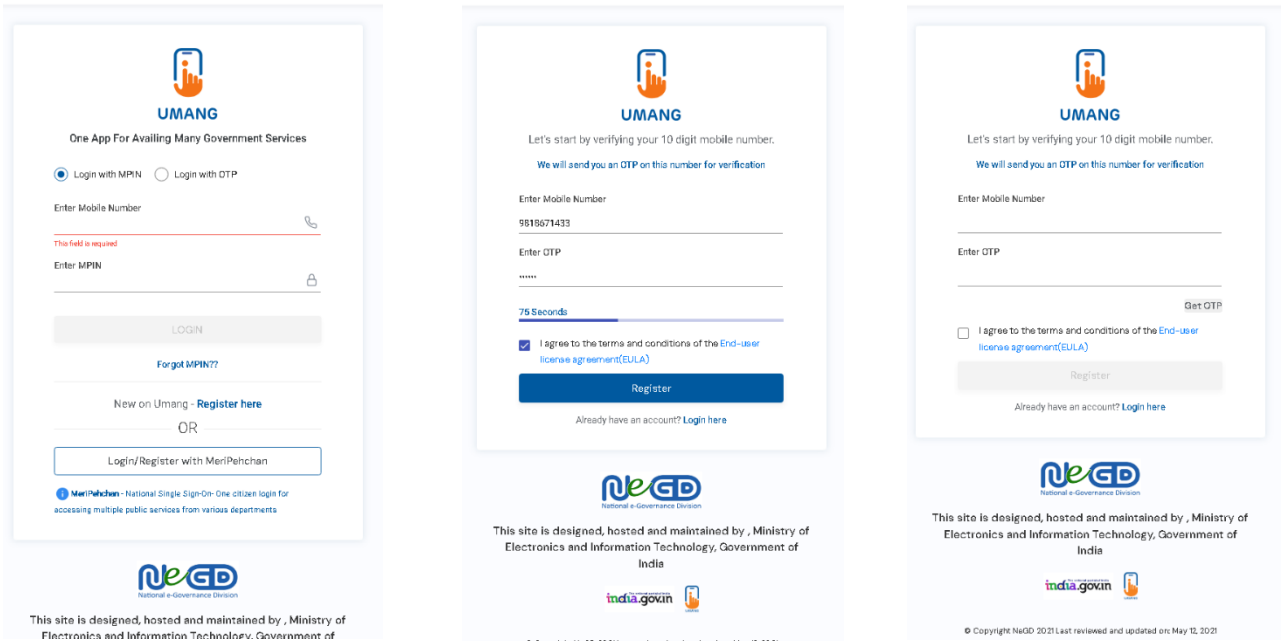 UMANG
One App For Availing Many Government Services
Login with MPIN
Login with OTP
Enter Mobile Number
This field is required
Enter MPIN
LOGIN
Forgot MPIN??
New on Umang - Register here
OR
Login/Register with MeriPehchan
MeriPehchan - National Single Sign-On- One citizen login for
accessing multiple public services from various departments
NeGD
National e-Governance Division
This site is designed, hosted and maintained by , Ministry of
Electronics and Information Technology, Government of
UMANG
Let's start by verifying your 10 digit mobile number.
We will send you an OTP on this number for verification
Enter Mobile Number
9818671433
Enter OTP
••••••
75 Seconds
I agree to the terms and conditions of the End-user
license agreement(EULA)
Register
Already have an account? Login here
NeGD
National e-Governance Division
This site is designed, hosted and maintained by , Ministry of
Electronics and Information Technology, Government of
India
india.gov.in
UMANG
Let's start by verifying your 10 digit mobile number.
We will send you an OTP on this number for verification
Enter Mobile Number
Enter OTP
Get OTP
I agree to the terms and conditions of the End-user
license agreement(EULA)
Register
Already have an account? Login here
NeGD
National e-Governance Division
This site is designed, hosted and maintained by , Ministry of
Electronics and Information Technology, Government of
India
india.gov.in
UMANG
© Copyright NeGD 2021 Last reviewed and updated on: May 12, 2021